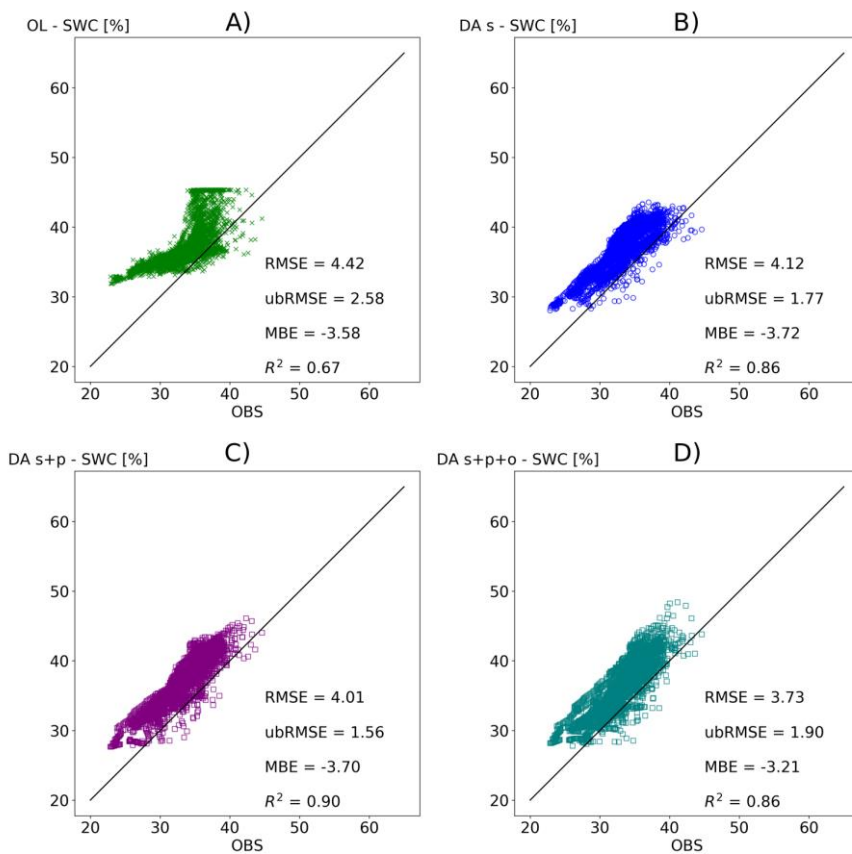 OL - SWC [%]
A)
60
50
40
30
20
RMSE = 4.42
ubRMSE = 2.58
MBE = -3.58
R² = 0.67
20 30 40 50 60
OBS
DA s - SWC [%]
B)
60
50
40
30
20
RMSE = 4.12
ubRMSE = 1.77
MBE = -3.72
R² = 0.86
20 30 40 50 60
OBS
DA s+p - SWC [%]
C)
60
50
40
30
20
RMSE = 4.01
ubRMSE = 1.56
MBE = -3.70
R² = 0.90
20 30 40 50 60
OBS
DA s+p+o - SWC [%]
D)
60
50
40
30
20
RMSE = 3.73
ubRMSE = 1.90
MBE = -3.21
R² = 0.86
20 30 40 50 60
OBS